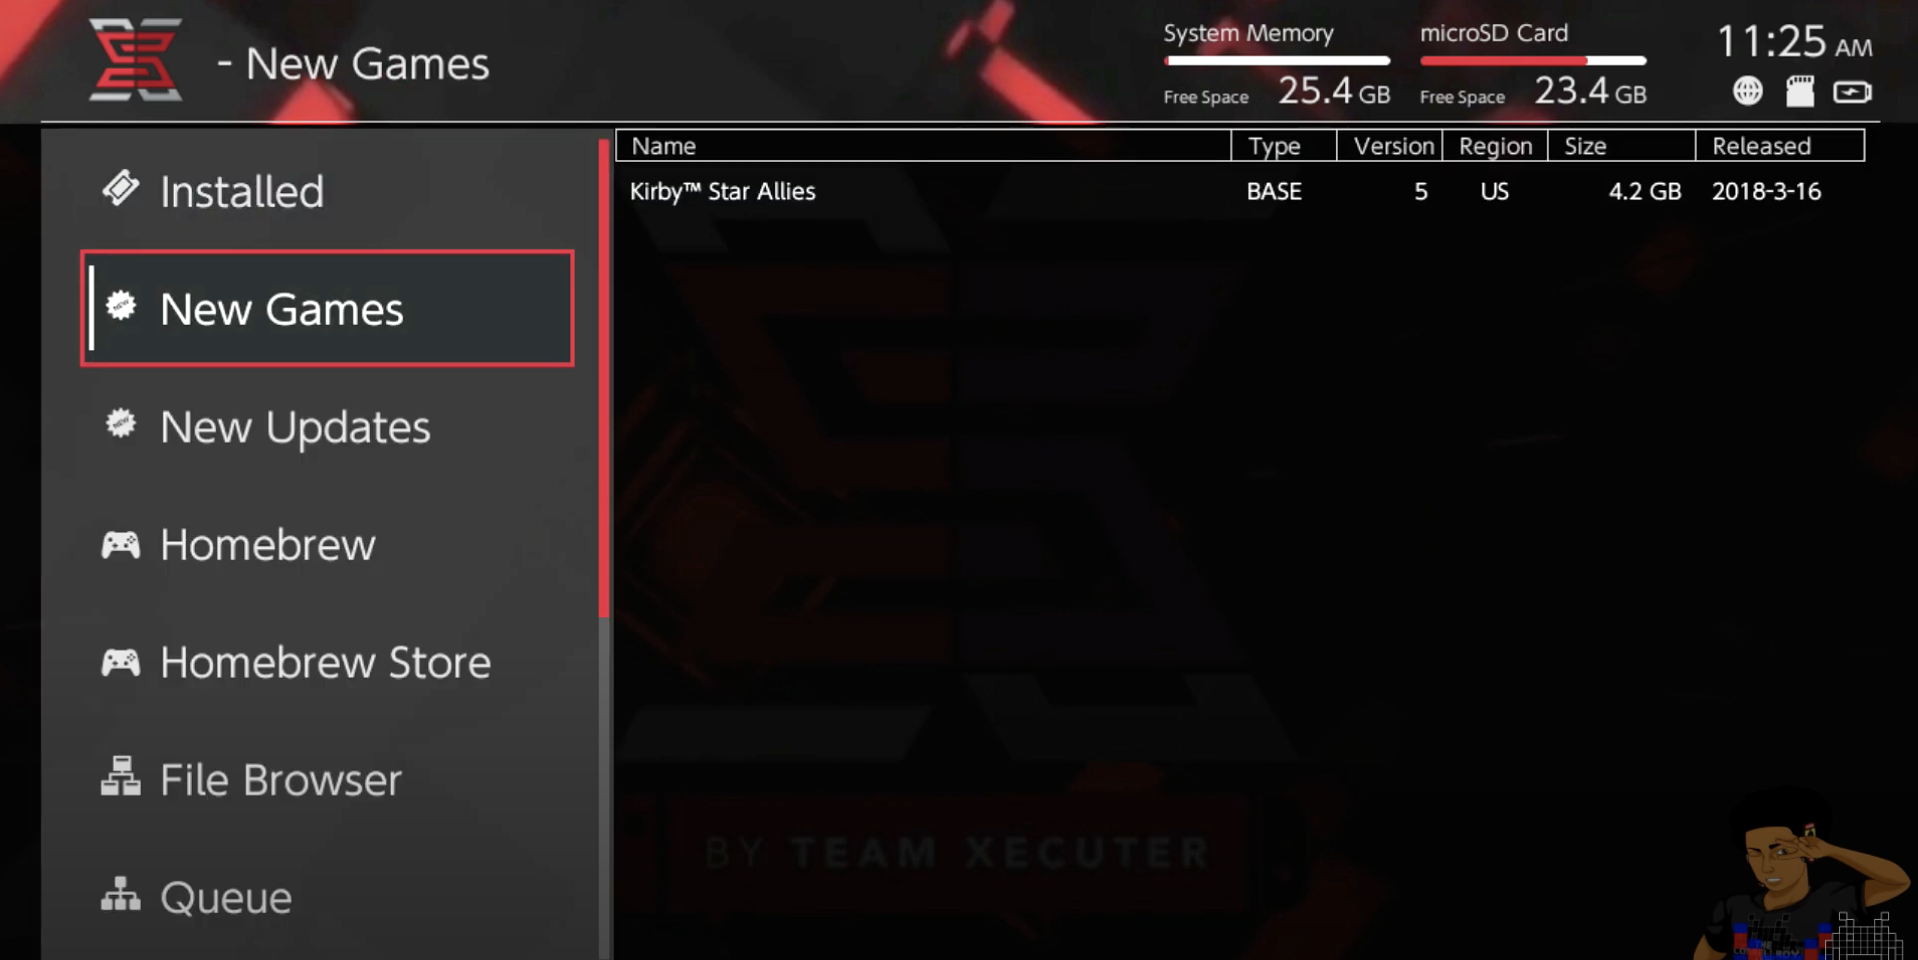 - New Games
System Memory
Free Space 25.4 GB
microSD Card
Free Space 23.4 GB
11:25 AM
Installed
New Games
New Updates
Homebrew
Homebrew Store
File Browser
Queue
Name Type Version Region Size Released
Kirby™ Star Allies BASE 5 US 4.2 GB 2018-3-16
BY TEAM XECUTER